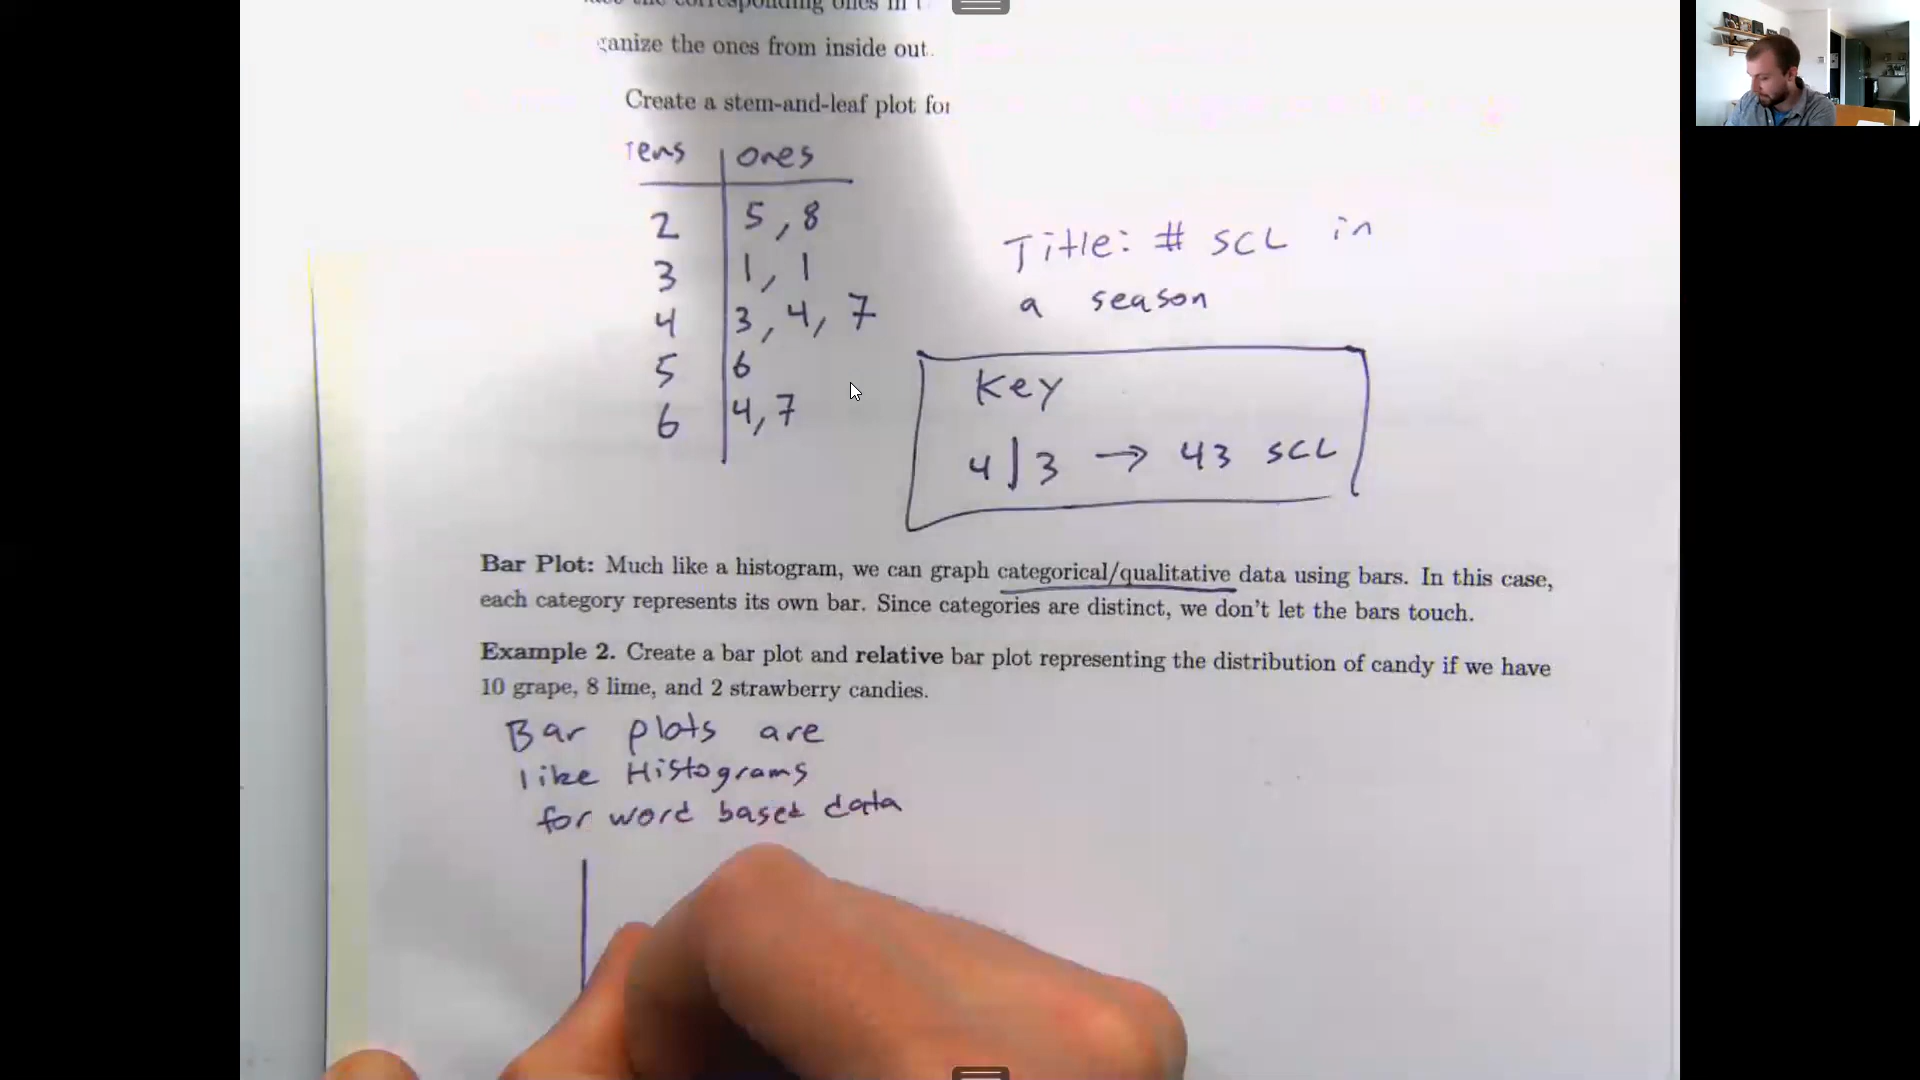 the corresponding ones in
ganize the ones from inside out.
Create a stem-and-leaf plot for
Tens | ones
2 | 5, 8
3 | 1, 1
4 | 3, 4, 7
5 | 6
6 | 4, 7
Title: # SCL in
a season
Key
4 | 3 → 43 SCL
Bar Plot: Much like a histogram, we can graph categorical/qualitative data using bars. In this case,
each category represents its own bar. Since categories are distinct, we don't let the bars touch.
Example 2. Create a bar plot and relative bar plot representing the distribution of candy if we have
10 grape, 8 lime, and 2 strawberry candies.
Bar plots are
like Histograms
for word based data